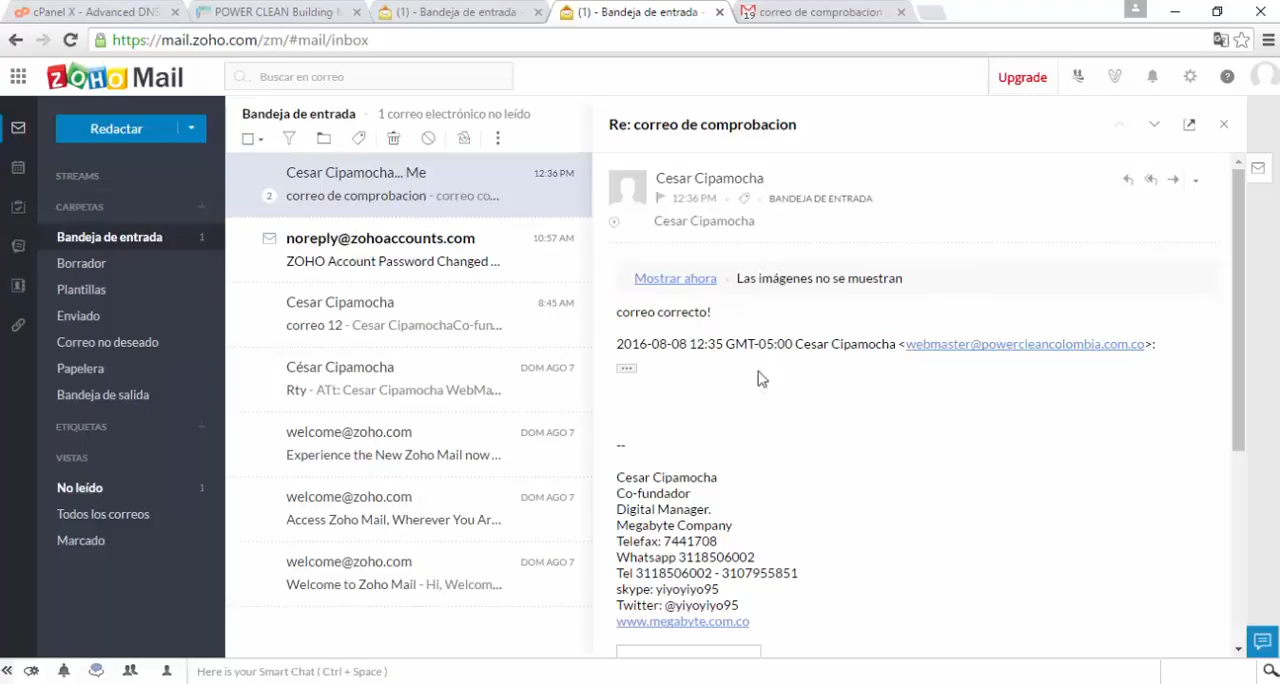 cPanel X - Advanced DNS
POWER CLEAN Building M
(1) - Bandeja de entrada -
(1) - Bandeja de entrada -
19
correo de comprobacion
https://mail.zoho.com/zm/#mail/inbox
ZOHO Mail
Buscar en correo
Upgrade
Redactar
STREAMS
CARPETAS
Bandeja de entrada 1
Borrador
Plantillas
Enviado
Correo no deseado
Papelera
Bandeja de salida
ETIQUETAS
VISTAS
No leído 1
Todos los correos
Marcado
Bandeja de entrada · 1 correo electrónico no leído
Cesar Cipamocha... Me 12:36 PM
2 correo de comprobacion - correo co...
noreply@zohoaccounts.com 10:57 AM
ZOHO Account Password Changed ...
Cesar Cipamocha 8:45 AM
correo 12 - Cesar CipamochaCo-fun...
César Cipamocha DOM AGO 7
Rty - ATt: Cesar Cipamocha WebMa...
welcome@zoho.com DOM AGO 7
Experience the New Zoho Mail now ...
welcome@zoho.com DOM AGO 7
Access Zoho Mail, Wherever You Ar...
welcome@zoho.com DOM AGO 7
Welcome to Zoho Mail - Hi, Welcom...
Re: correo de comprobacion
Cesar Cipamocha
12:36 PM - BANDEJA DE ENTRADA
Cesar Cipamocha
Mostrar ahora - Las imágenes no se muestran
correo correcto!
2016-08-08 12:35 GMT-05:00 Cesar Cipamocha <webmaster@powercleancolombia.com.co>:
...
--
Cesar Cipamocha
Co-fundador
Digital Manager.
Megabyte Company
Telefax: 7441708
Whatsapp 3118506002
Tel 3118506002 - 3107955851
skype: yiyoyiyo95
Twitter: @yiyoyiyo95
www.megabyte.com.co
Here is your Smart Chat ( Ctrl + Space )